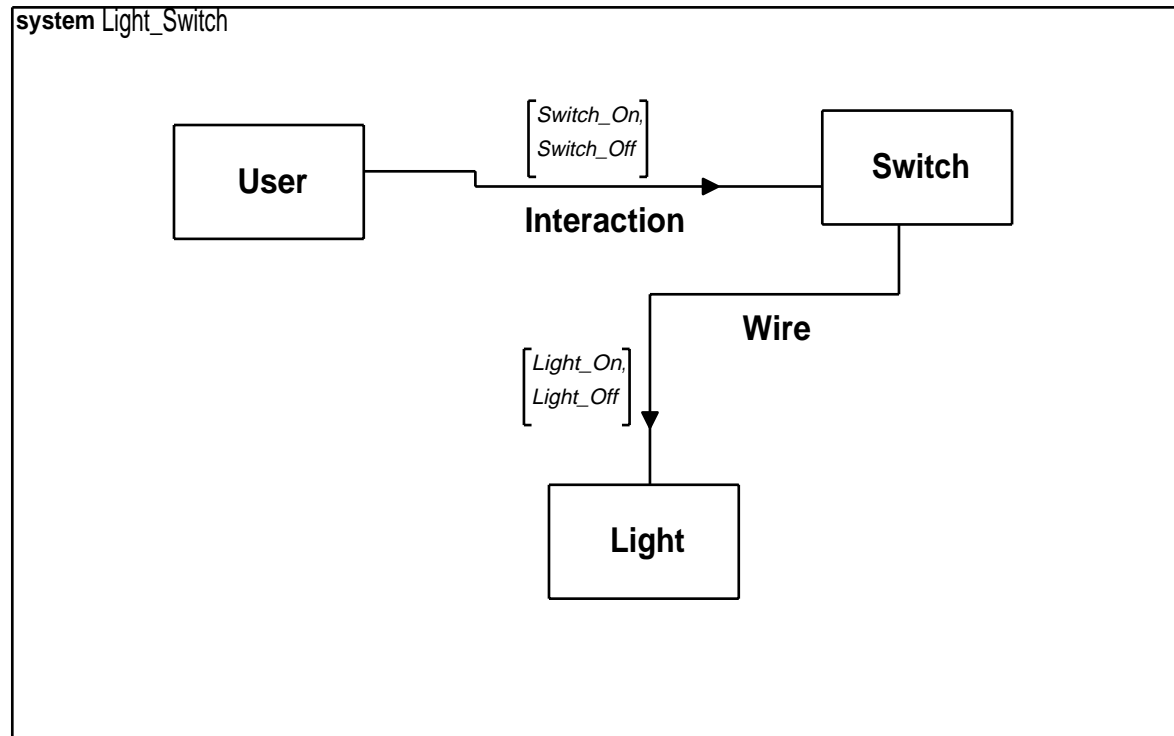 system Light_Switch
Switch_On,
Switch_Off
User
Switch
Interaction
Wire
Light_On,
Light_Off
Light